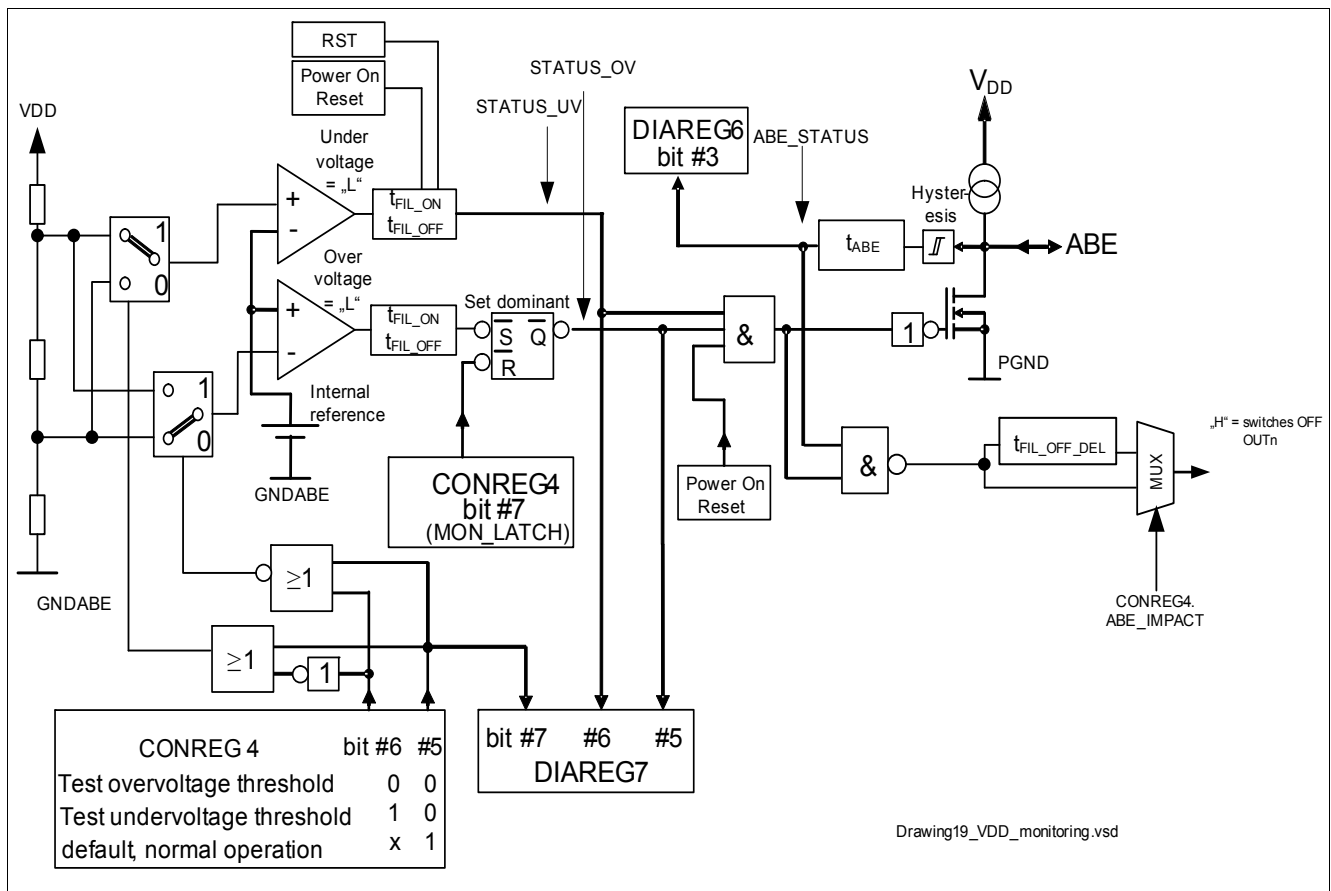 RST
Power On
Reset
STATUS_OV
STATUS_UV
VDD
Under
voltage
= „L“
+
-
tFIL_ON
tFIL_OFF
1
0
Over
voltage
= „L“
+
-
tFIL_ON
tFIL_OFF
Set dominant
S Q
R
1
0
Internal
reference
GNDABE
CONREG4
bit #7
(MON_LATCH)
GNDABE
≥1
≥1
1
DIAREG6
bit #3
ABE_STATUS
VDD
Hyster-
esis
tABE
ABE
&
1
PGND
Power On
Reset
&
tFIL_OFF_DEL
MUX
„H“ = switches OFF
OUTn
CONREG4.
ABE_IMPACT
CONREG 4 bit #6 #5
Test overvoltage threshold 0 0
Test undervoltage threshold 1 0
default, normal operation x 1
bit #7 #6 #5
DIAREG7
Drawing19_VDD_monitoring.vsd